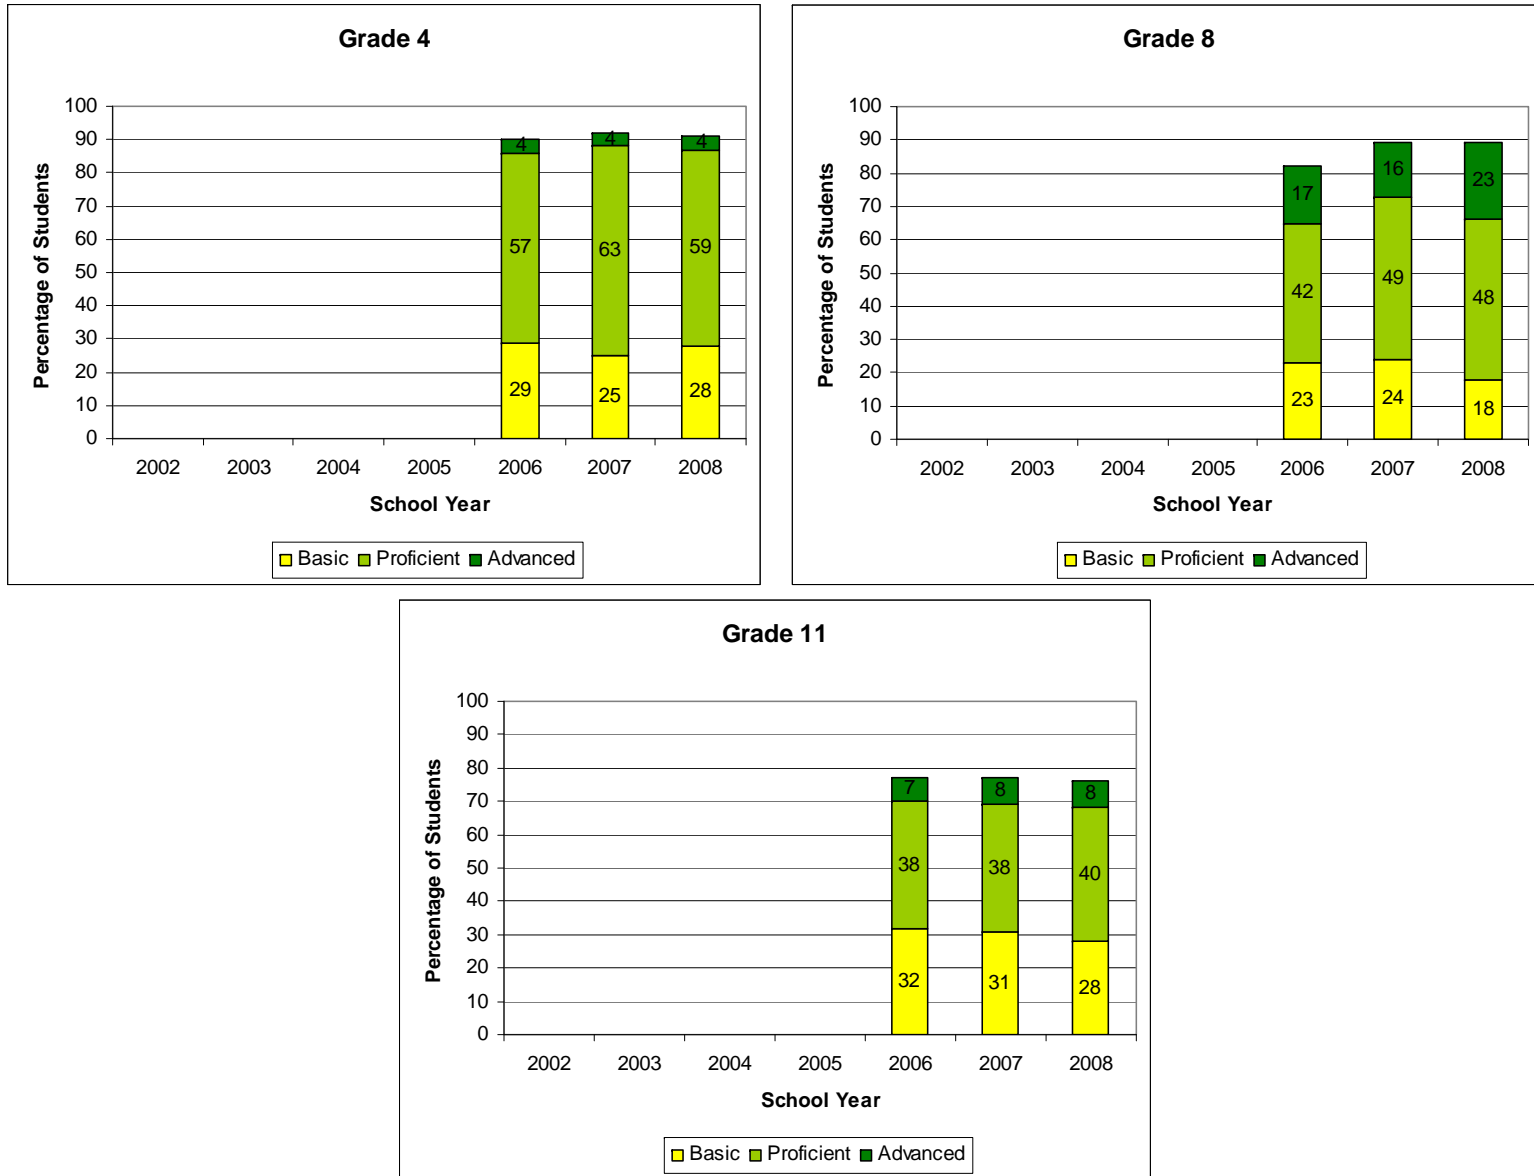 Grade 4
100
90
80
70
60
50
40
30
20
10
0
Percentage of Students
4 4 4
57 63 59
29 25 28
2002 2003 2004 2005 2006 2007 2008
School Year
Basic Proficient Advanced
Grade 8
100
90
80
70
60
50
40
30
20
10
0
Percentage of Students
17 16 23
42 49 48
23 24 18
2002 2003 2004 2005 2006 2007 2008
School Year
Basic Proficient Advanced
Grade 11
100
90
80
70
60
50
40
30
20
10
0
Percentage of Students
7 8 8
38 38 40
32 31 28
2002 2003 2004 2005 2006 2007 2008
School Year
Basic Proficient Advanced